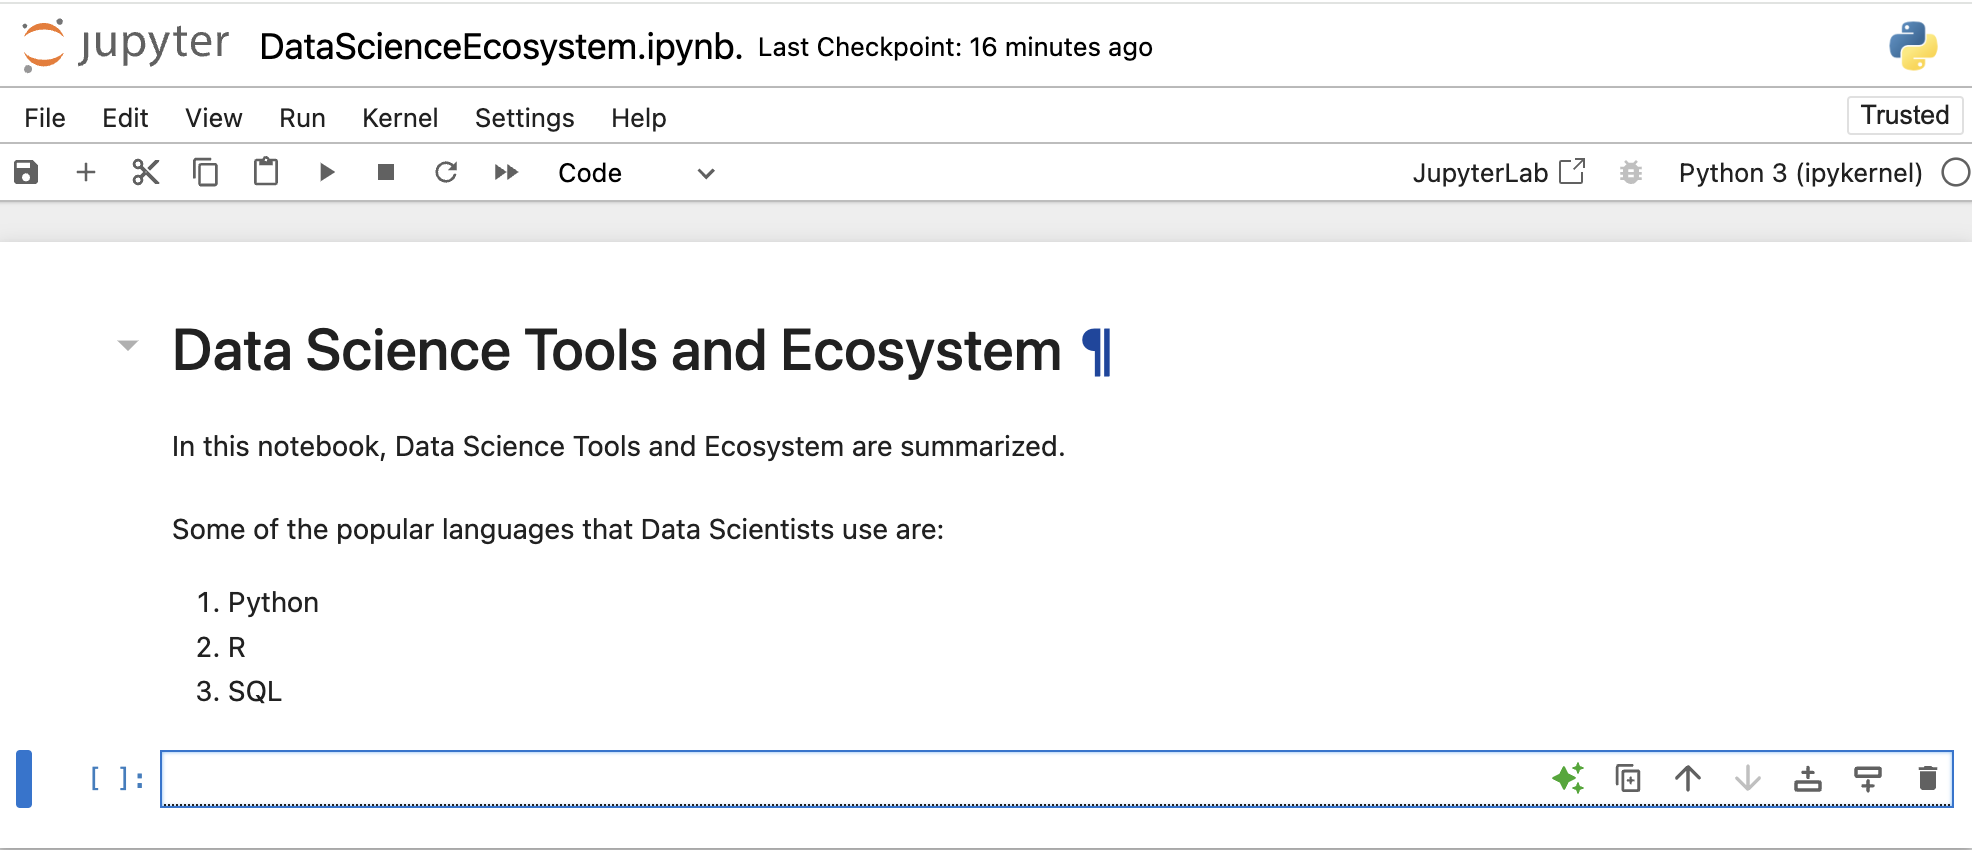 jupyter DataScienceEcosystem.ipynb. Last Checkpoint: 16 minutes ago
File Edit View Run Kernel Settings Help Trusted
Code JupyterLab Python 3 (ipykernel)
Data Science Tools and Ecosystem ¶
In this notebook, Data Science Tools and Ecosystem are summarized.
Some of the popular languages that Data Scientists use are:
1. Python
2. R
3. SQL
[ ]: